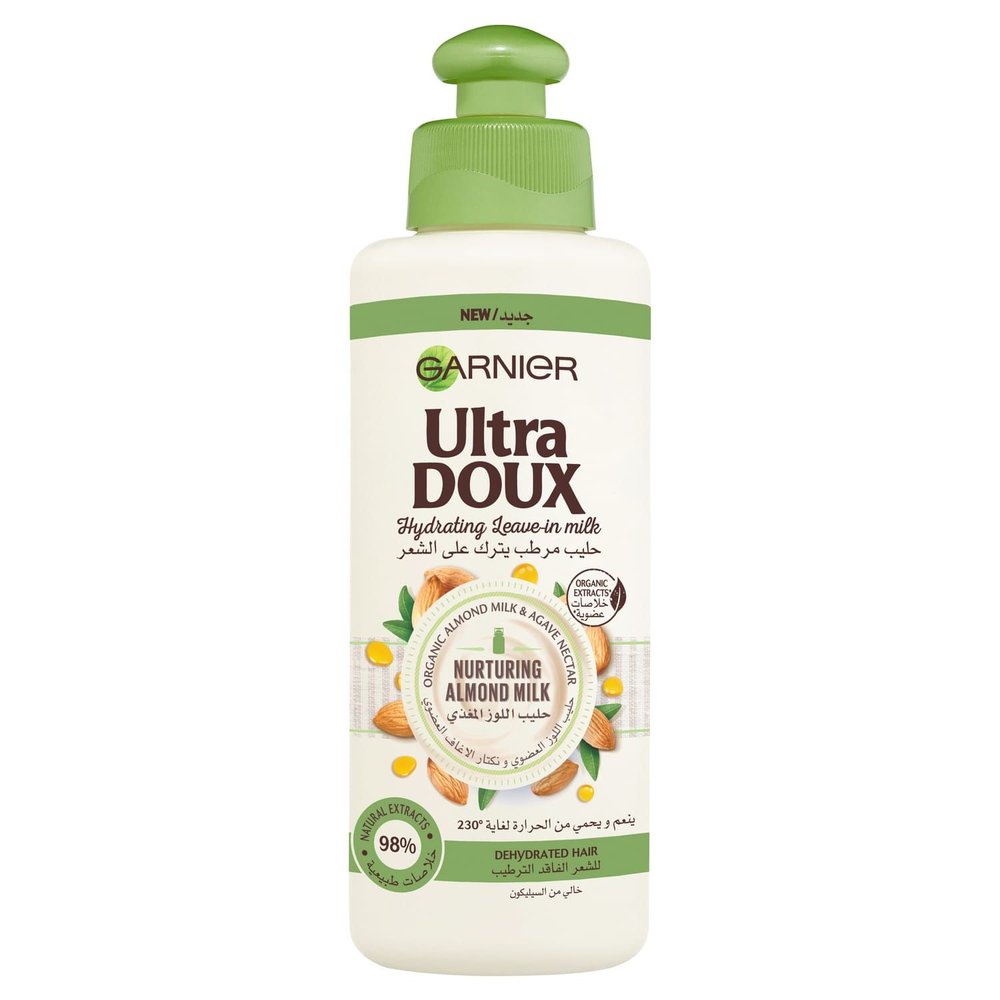 NEW/جديد
GARNIER
Ultra
DOUX
Hydrating Leave-in milk
حليب مرطب يترك على الشعر
ORGANIC
EXTRACTS*
خلاصات
عضوية*
ORGANIC ALMOND MILK & AGAVE NECTAR
NURTURING
ALMOND MILK
حليب اللوز المغذي
حليب اللوز العضوي و نكتار الاغاف العضوي
ينعم و يحمي من الحرارة لغاية °230
NATURAL EXTRACTS
98%
خلاصات طبيعية
DEHYDRATED HAIR
للشعر الفاقد الترطيب
خالي من السيليكون